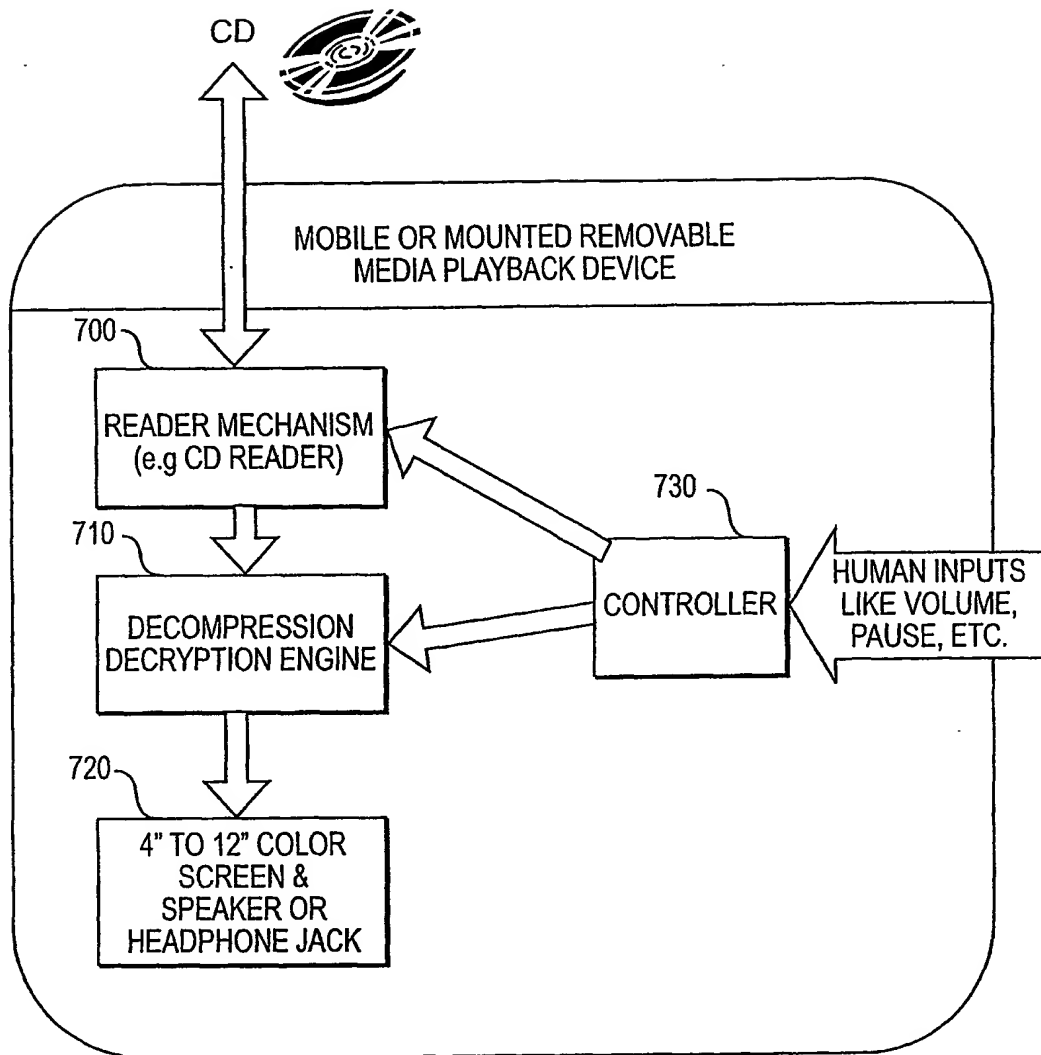 CD
MOBILE OR MOUNTED REMOVABLE
MEDIA PLAYBACK DEVICE
700
READER MECHANISM
(e.g CD READER)
730
710
HUMAN INPUTS
LIKE VOLUME,
PAUSE, ETC.
CONTROLLER
DECOMPRESSION
DECRYPTION ENGINE
720
4" TO 12" COLOR
SCREEN &
SPEAKER OR
HEADPHONE JACK